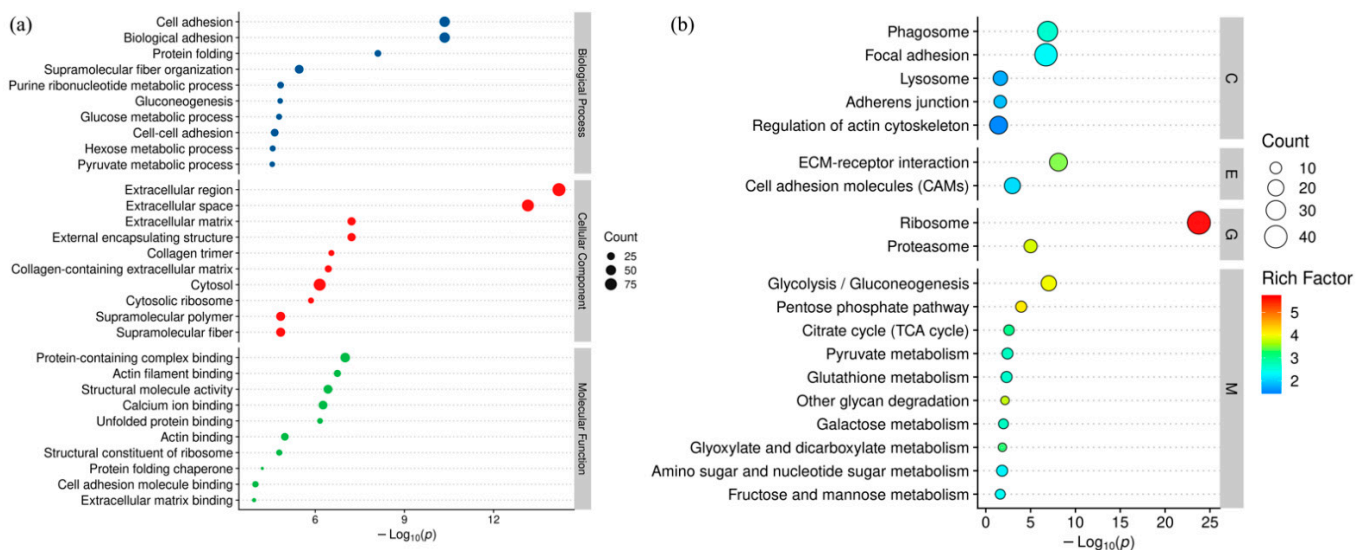 (a)
Cell adhesion
Biological adhesion
Protein folding
Supramolecular fiber organization
Purine ribonucleotide metabolic process
Gluconeogenesis
Glucose metabolic process
Cell-cell adhesion
Hexose metabolic process
Pyruvate metabolic process
Biological Process
Extracellular region
Extracellular space
Extracellular matrix
External encapsulating structure
Collagen trimer
Collagen-containing extracellular matrix
Cytosol
Cytosolic ribosome
Supramolecular polymer
Supramolecular fiber
Cellular Component
Protein-containing complex binding
Actin filament binding
Structural molecule activity
Calcium ion binding
Unfolded protein binding
Actin binding
Structural constituent of ribosome
Protein folding chaperone
Cell adhesion molecule binding
Extracellular matrix binding
Molecular Function
6 9 12
−Log10(p)
Count
25
50
75
(b)
Phagosome
Focal adhesion
Lysosome
Adherens junction
Regulation of actin cytoskeleton
C
ECM-receptor interaction
Cell adhesion molecules (CAMs)
E
Ribosome
Proteasome
G
Glycolysis / Gluconeogenesis
Pentose phosphate pathway
Citrate cycle (TCA cycle)
Pyruvate metabolism
Glutathione metabolism
Other glycan degradation
Galactose metabolism
Glyoxylate and dicarboxylate metabolism
Amino sugar and nucleotide sugar metabolism
Fructose and mannose metabolism
M
0 5 10 15 20 25
−Log10(p)
Count
10
20
30
40
Rich Factor
5
4
3
2